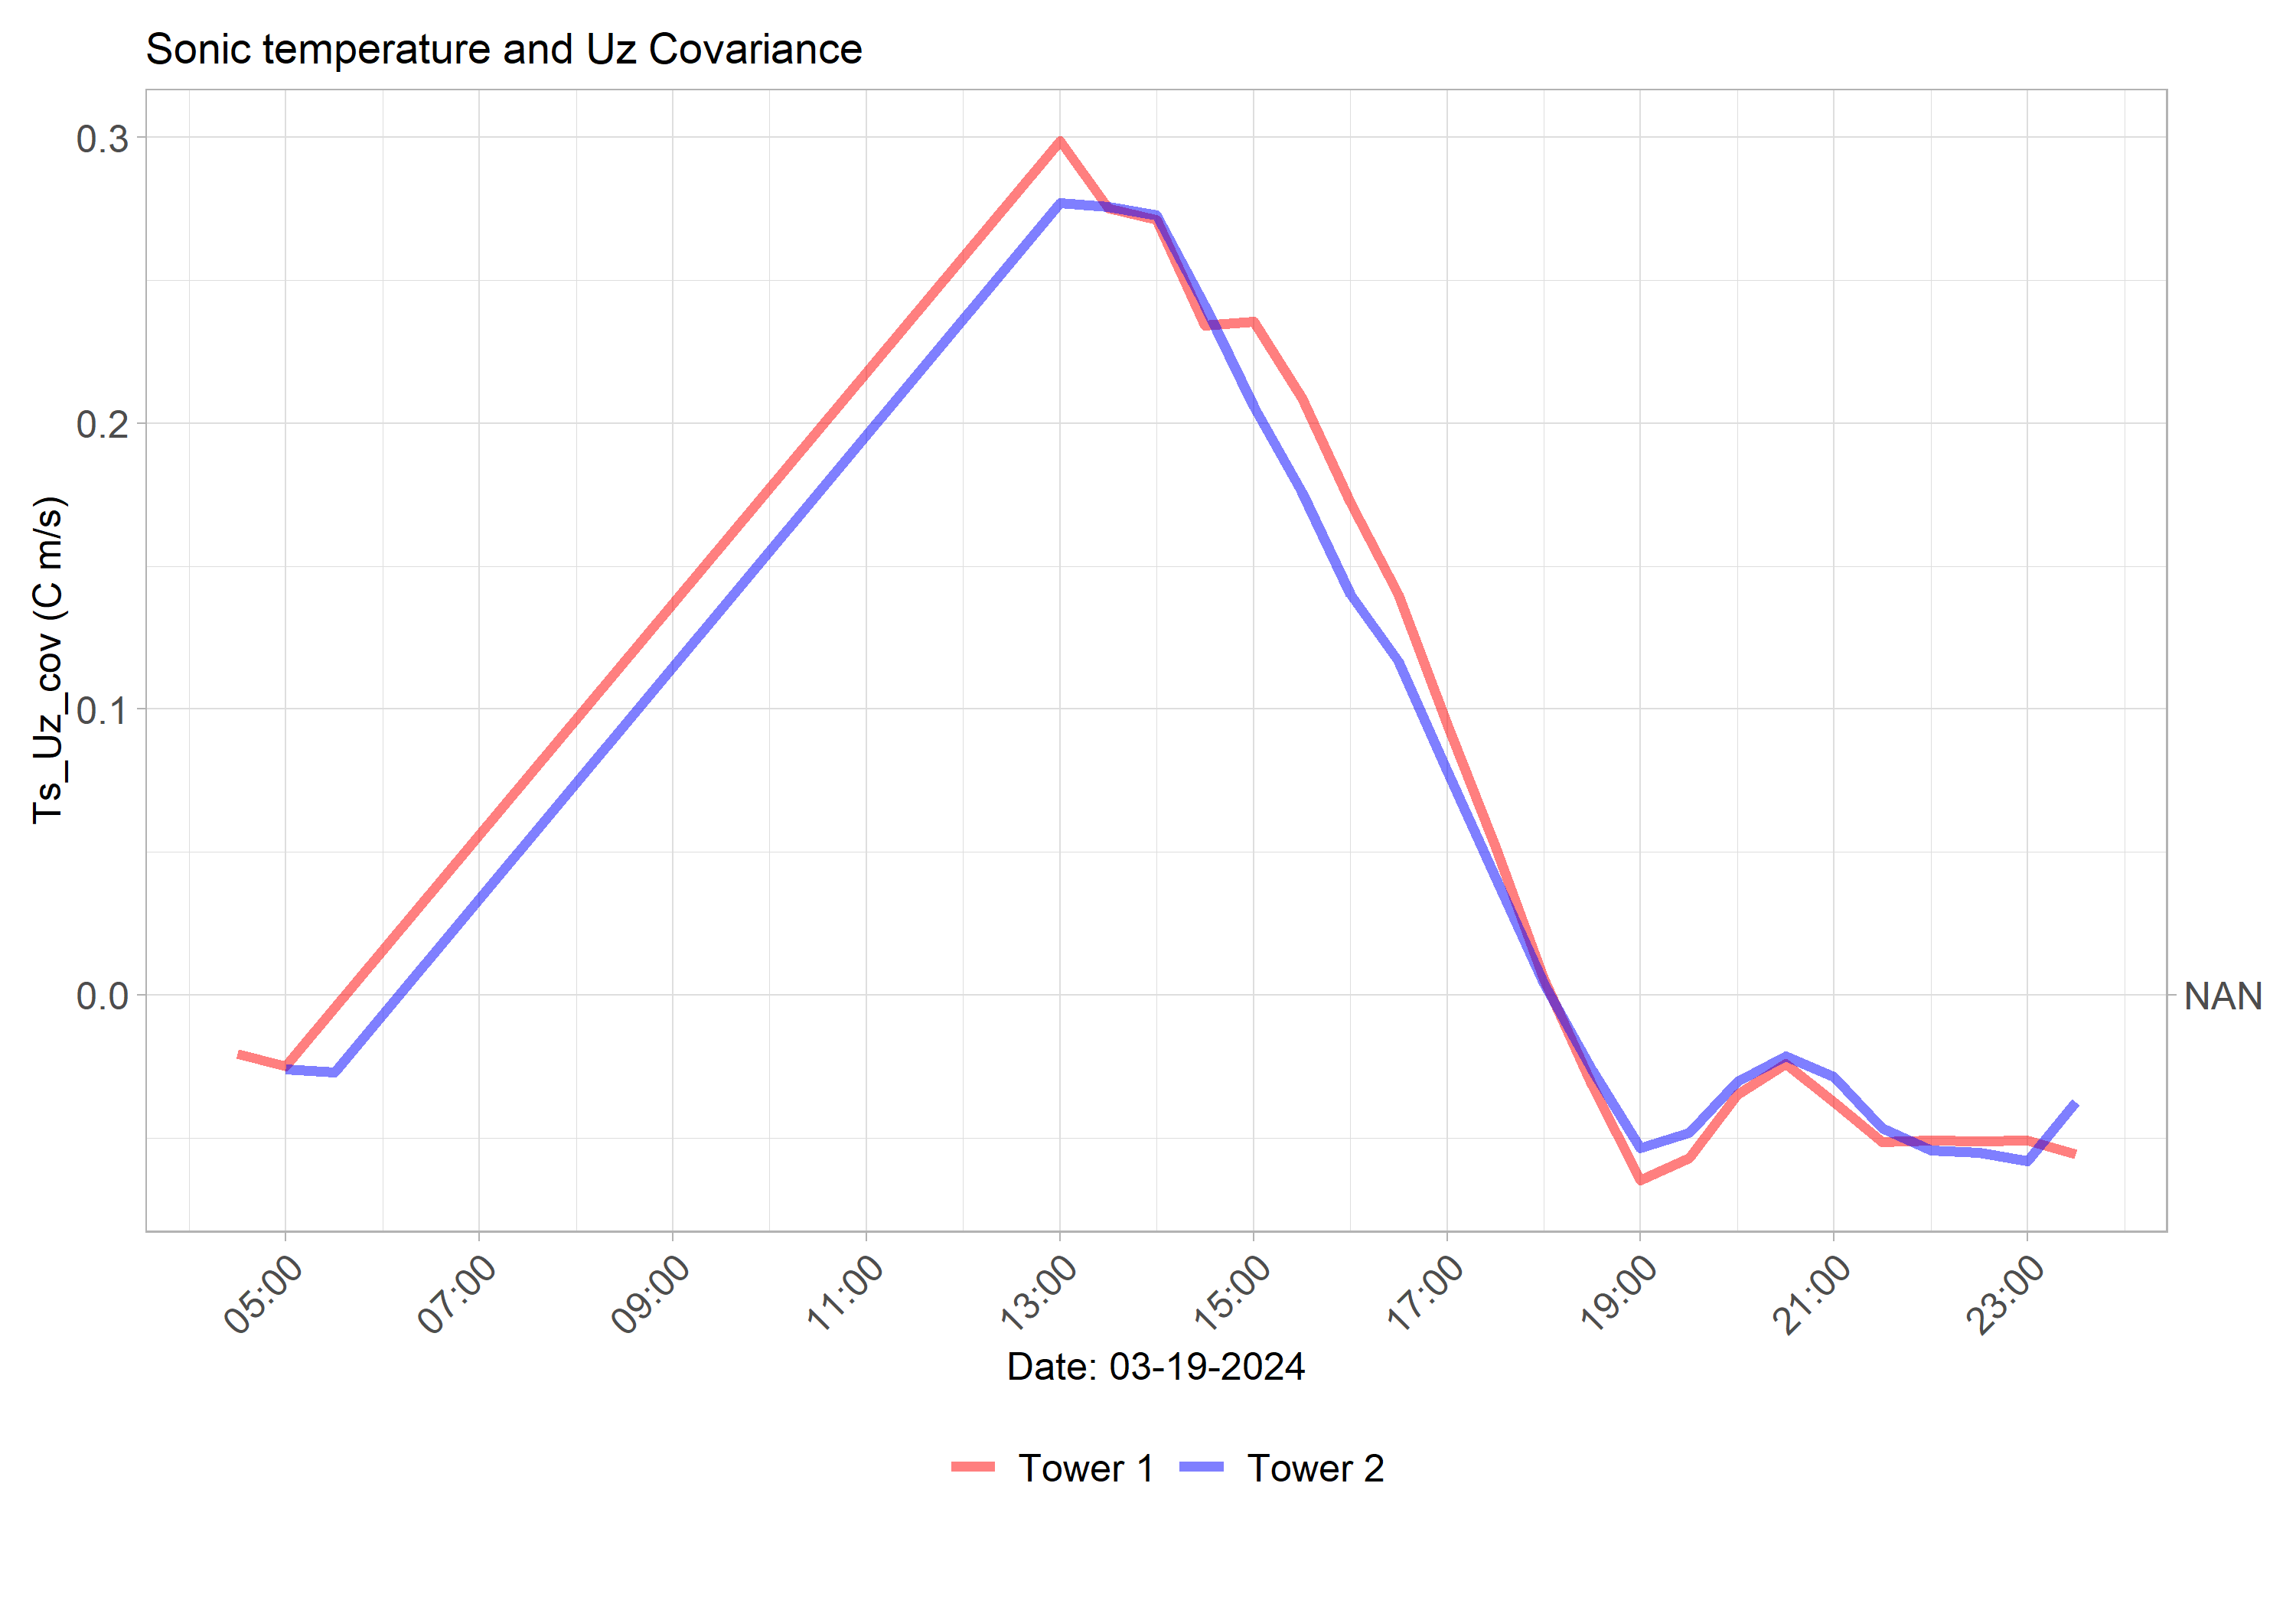 Sonic temperature and Uz Covariance
Ts_Uz_cov (C m/s)
0.3
0.2
0.1
0.0
NAN
05:00 07:00 09:00 11:00 13:00 15:00 17:00 19:00 21:00 23:00
Date: 03-19-2024
Tower 1 Tower 2